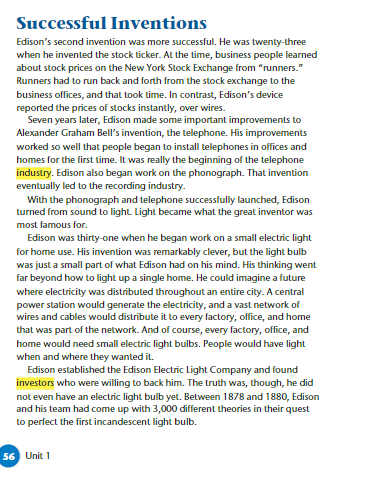 Successful Inventions
Edison's second invention was more successful. He was twenty-three
when he invented the stock ticker. At the time, business people learned
about stock prices on the New York Stock Exchange from "runners."
Runners had to run back and forth from the stock exchange to the
business offices, and that took time. In contrast, Edison's device
reported the prices of stocks instantly, over wires.
Seven years later, Edison made some important improvements to
Alexander Graham Bell's invention, the telephone. His improvements
worked so well that people began to install telephones in offices and
homes for the first time. It was really the beginning of the telephone
industry. Edison also began work on the phonograph. That invention
eventually led to the recording industry.
With the phonograph and telephone successfully launched, Edison
turned from sound to light. Light became what the great inventor was
most famous for.
Edison was thirty-one when he began work on a small electric light
for home use. His invention was remarkably clever, but the light bulb
was just a small part of what Edison had on his mind. His thinking went
far beyond how to light up a single home. He could imagine a future
where electricity was distributed throughout an entire city. A central
power station would generate the electricity, and a vast network of
wires and cables would distribute it to every factory, office, and home
that was part of the network. And of course, every factory, office, and
home would need small electric light bulbs. People would have light
when and where they wanted it.
Edison established the Edison Electric Light Company and found
investors who were willing to back him. The truth was, though, he did
not even have an electric light bulb yet. Between 1878 and 1880, Edison
and his team had come up with 3,000 different theories in their quest
to perfect the first incandescent light bulb.
56 Unit 1